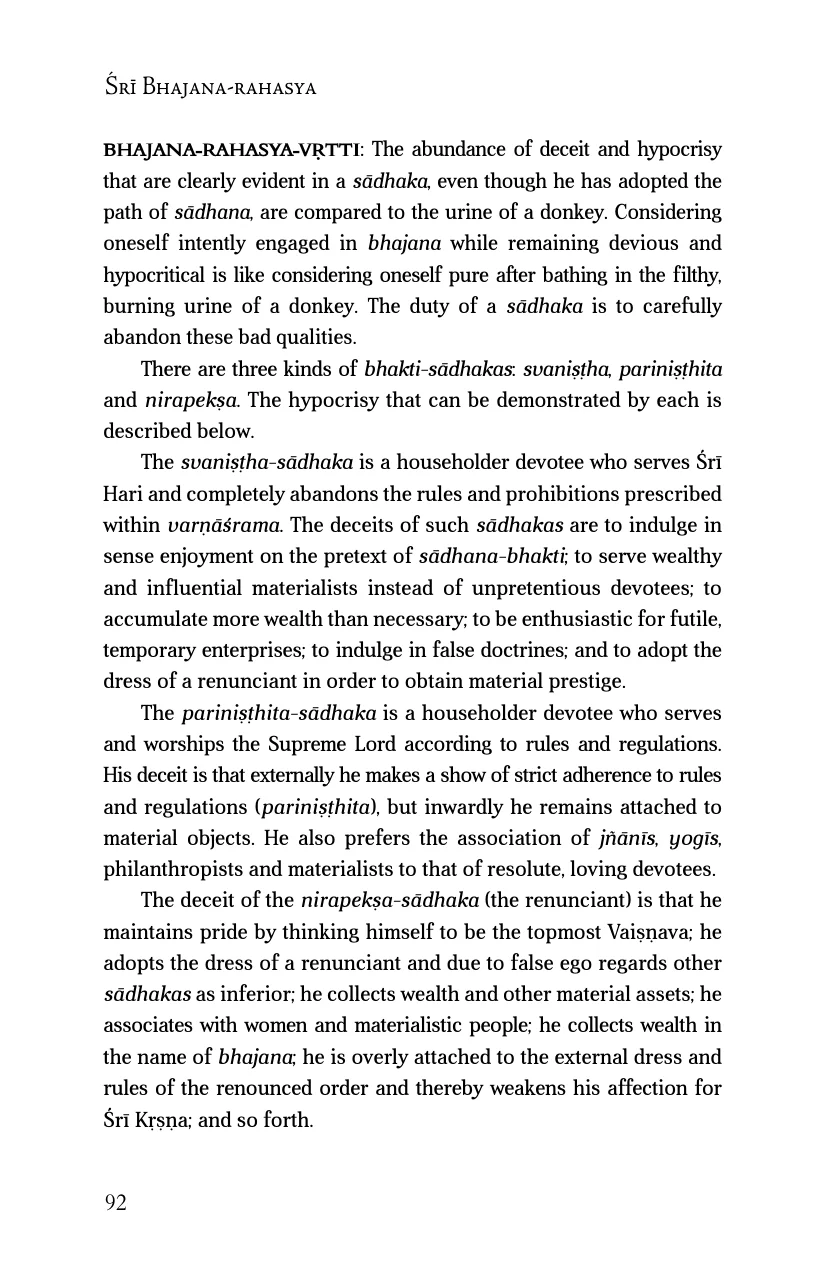 Śrī Bhajana-rahasya
BHAJANA-RAHASYA-VṚTTI: The abundance of deceit and hypocrisy
that are clearly evident in a sādhaka, even though he has adopted the
path of sādhana, are compared to the urine of a donkey. Considering
oneself intently engaged in bhajana while remaining devious and
hypocritical is like considering oneself pure after bathing in the filthy,
burning urine of a donkey. The duty of a sādhaka is to carefully
abandon these bad qualities.
There are three kinds of bhakti-sādhakas: svaniṣṭha, pariniṣṭhita
and nirapekṣa. The hypocrisy that can be demonstrated by each is
described below.
The svaniṣṭha-sādhaka is a householder devotee who serves Śrī
Hari and completely abandons the rules and prohibitions prescribed
within varṇāśrama. The deceits of such sādhakas are to indulge in
sense enjoyment on the pretext of sādhana-bhakti; to serve wealthy
and influential materialists instead of unpretentious devotees; to
accumulate more wealth than necessary; to be enthusiastic for futile,
temporary enterprises; to indulge in false doctrines; and to adopt the
dress of a renunciant in order to obtain material prestige.
The pariniṣṭhita-sādhaka is a householder devotee who serves
and worships the Supreme Lord according to rules and regulations.
His deceit is that externally he makes a show of strict adherence to rules
and regulations (pariniṣṭhita), but inwardly he remains attached to
material objects. He also prefers the association of jñānīs, yogīs,
philanthropists and materialists to that of resolute, loving devotees.
The deceit of the nirapekṣa-sādhaka (the renunciant) is that he
maintains pride by thinking himself to be the topmost Vaiṣṇava; he
adopts the dress of a renunciant and due to false ego regards other
sādhakas as inferior; he collects wealth and other material assets; he
associates with women and materialistic people; he collects wealth in
the name of bhajana; he is overly attached to the external dress and
rules of the renounced order and thereby weakens his affection for
Śrī Kṛṣṇa; and so forth.
92